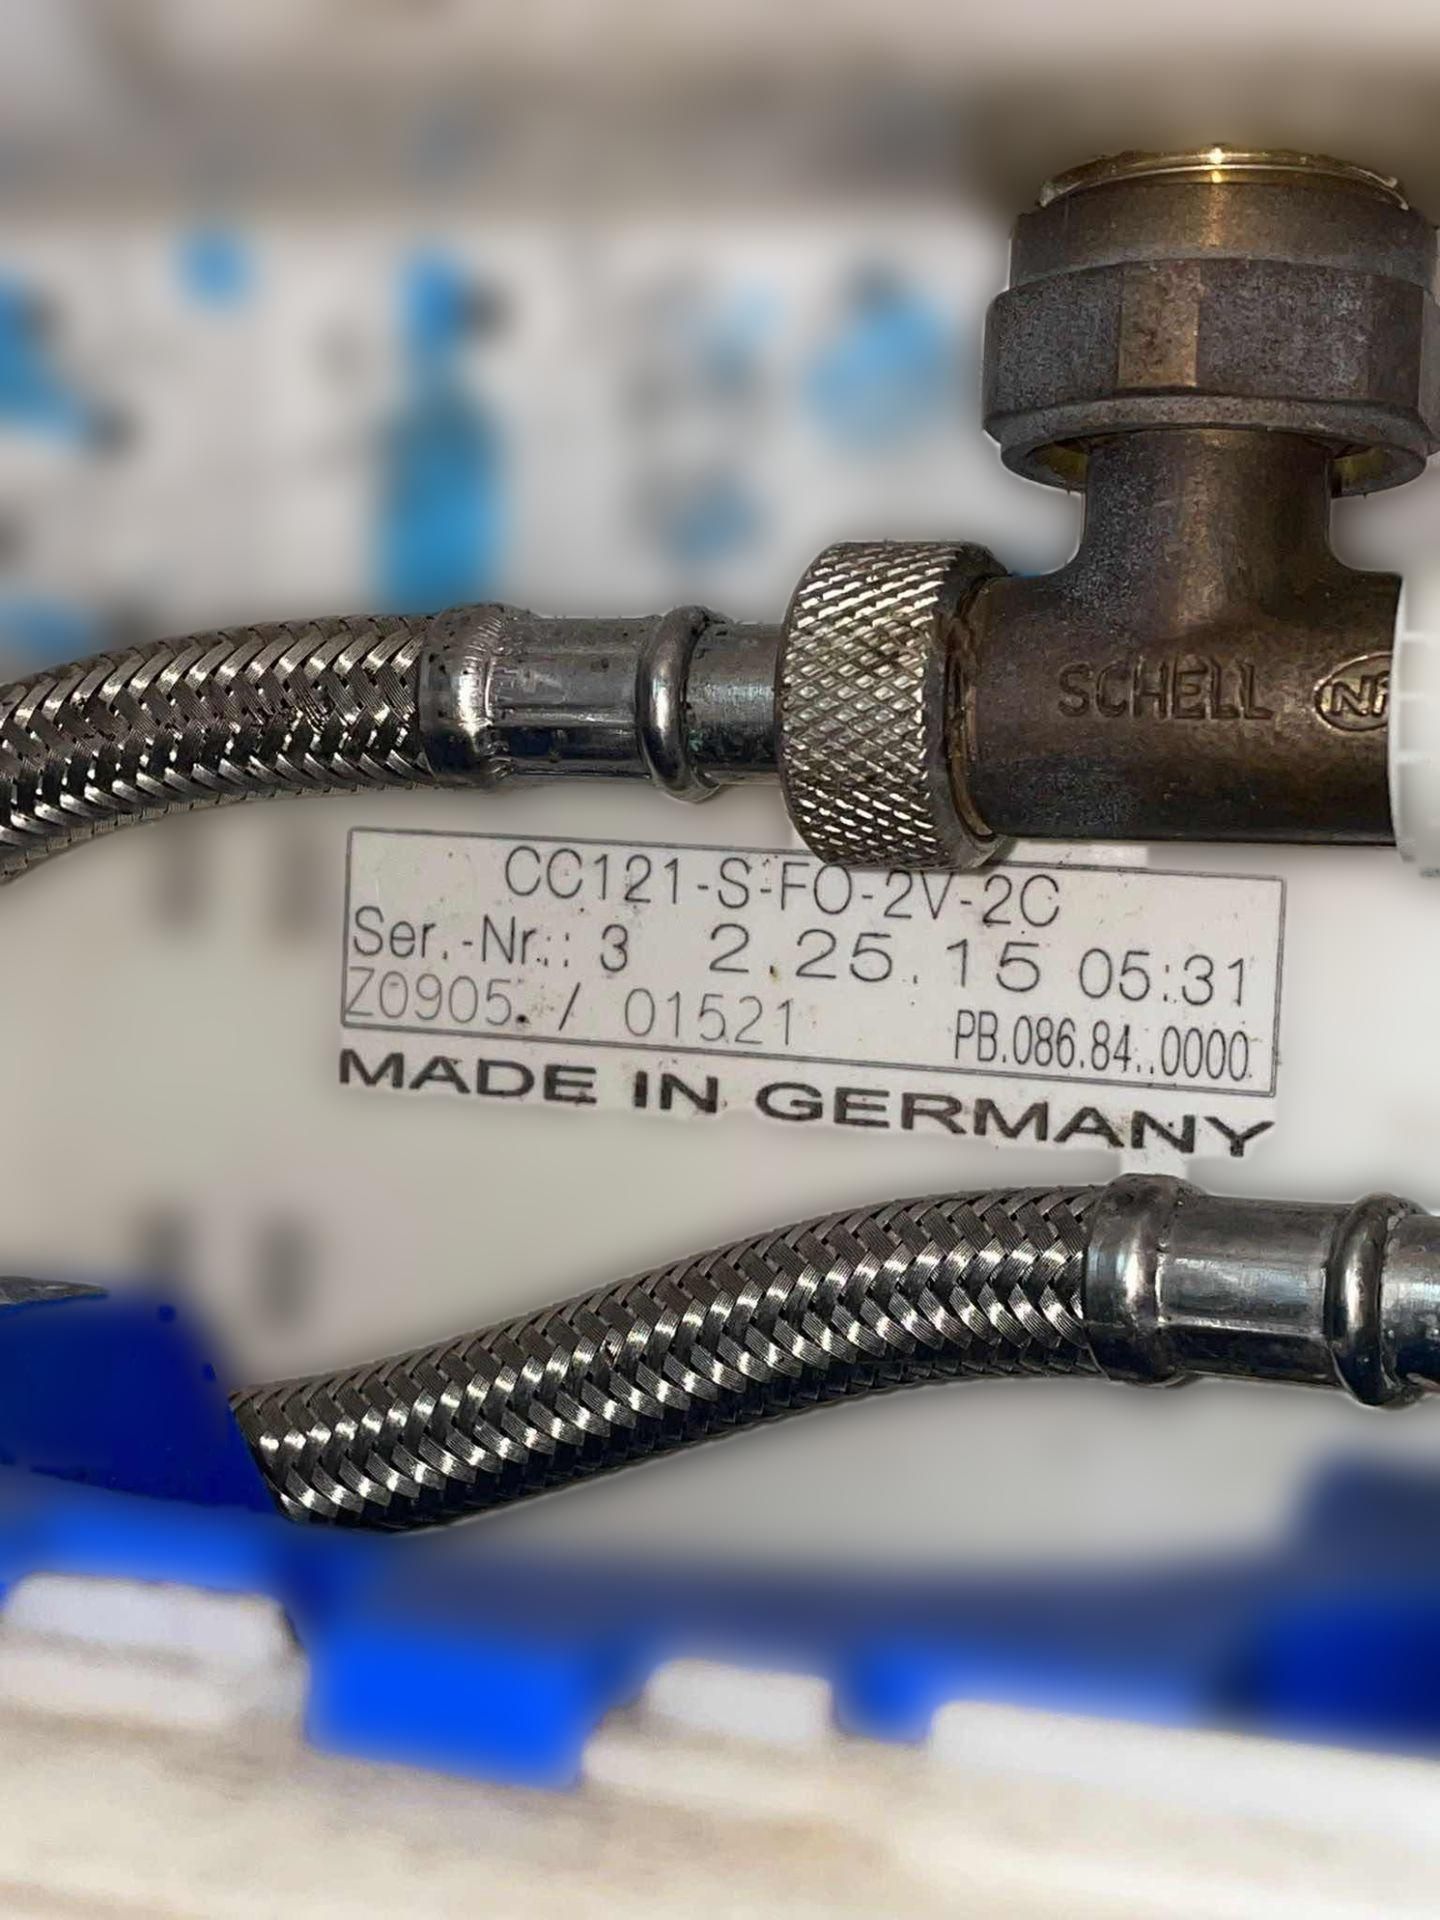 SCHELL
CC121-S-FO-2V-2C
Ser.-Nr.: 3 2.25.15 05:31
Z0905. / 01521 PB.086.84..0000
MADE IN GERMANY